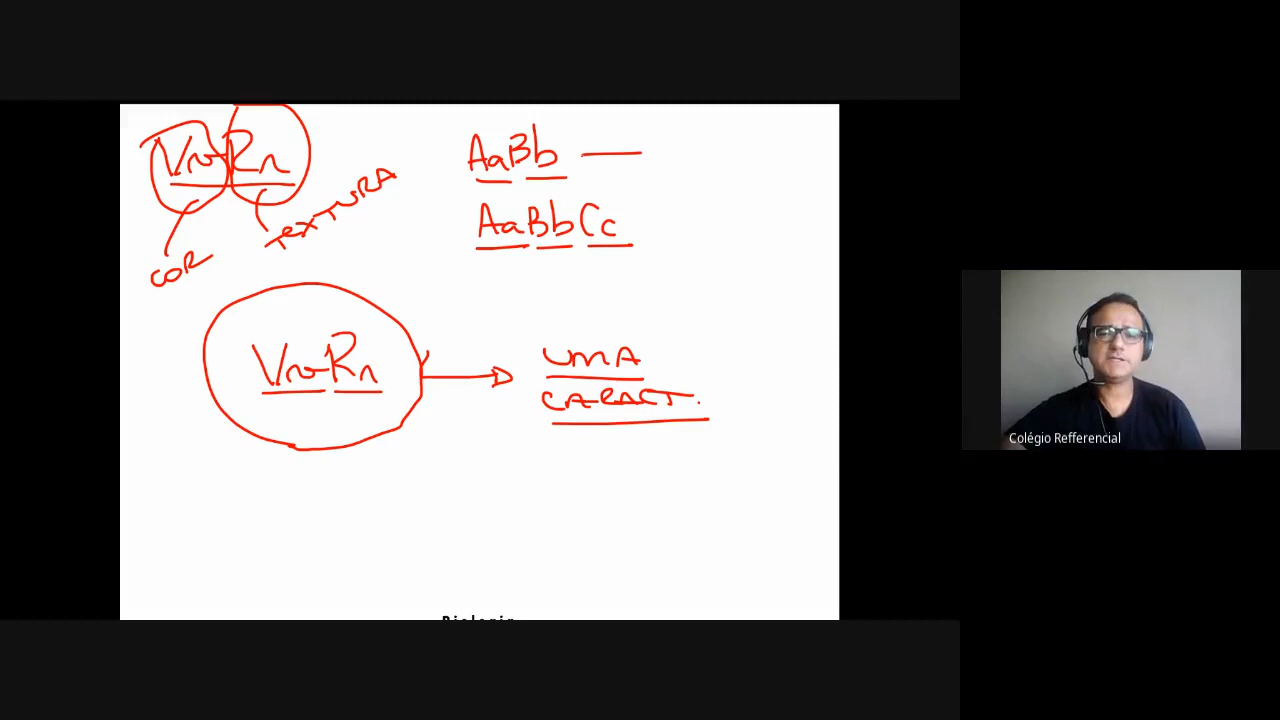 VvRr
COR
TEXTURA
AaBb
AaBbCc
VvRr
UMA
CARACT.
Colégio Refferencial